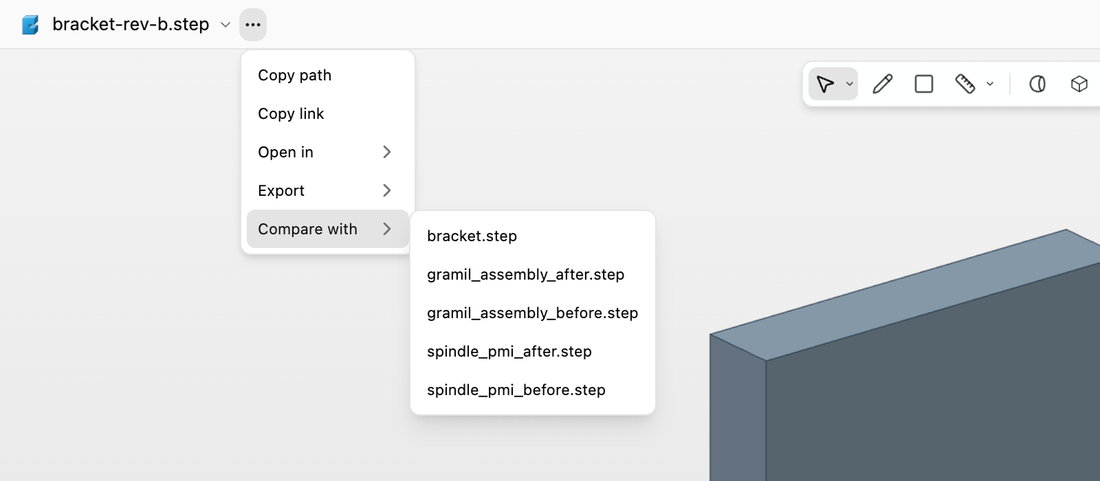 bracket-rev-b.step
Copy path
Copy link
Open in
Export
Compare with
bracket.step
gramil_assembly_after.step
gramil_assembly_before.step
spindle_pmi_after.step
spindle_pmi_before.step